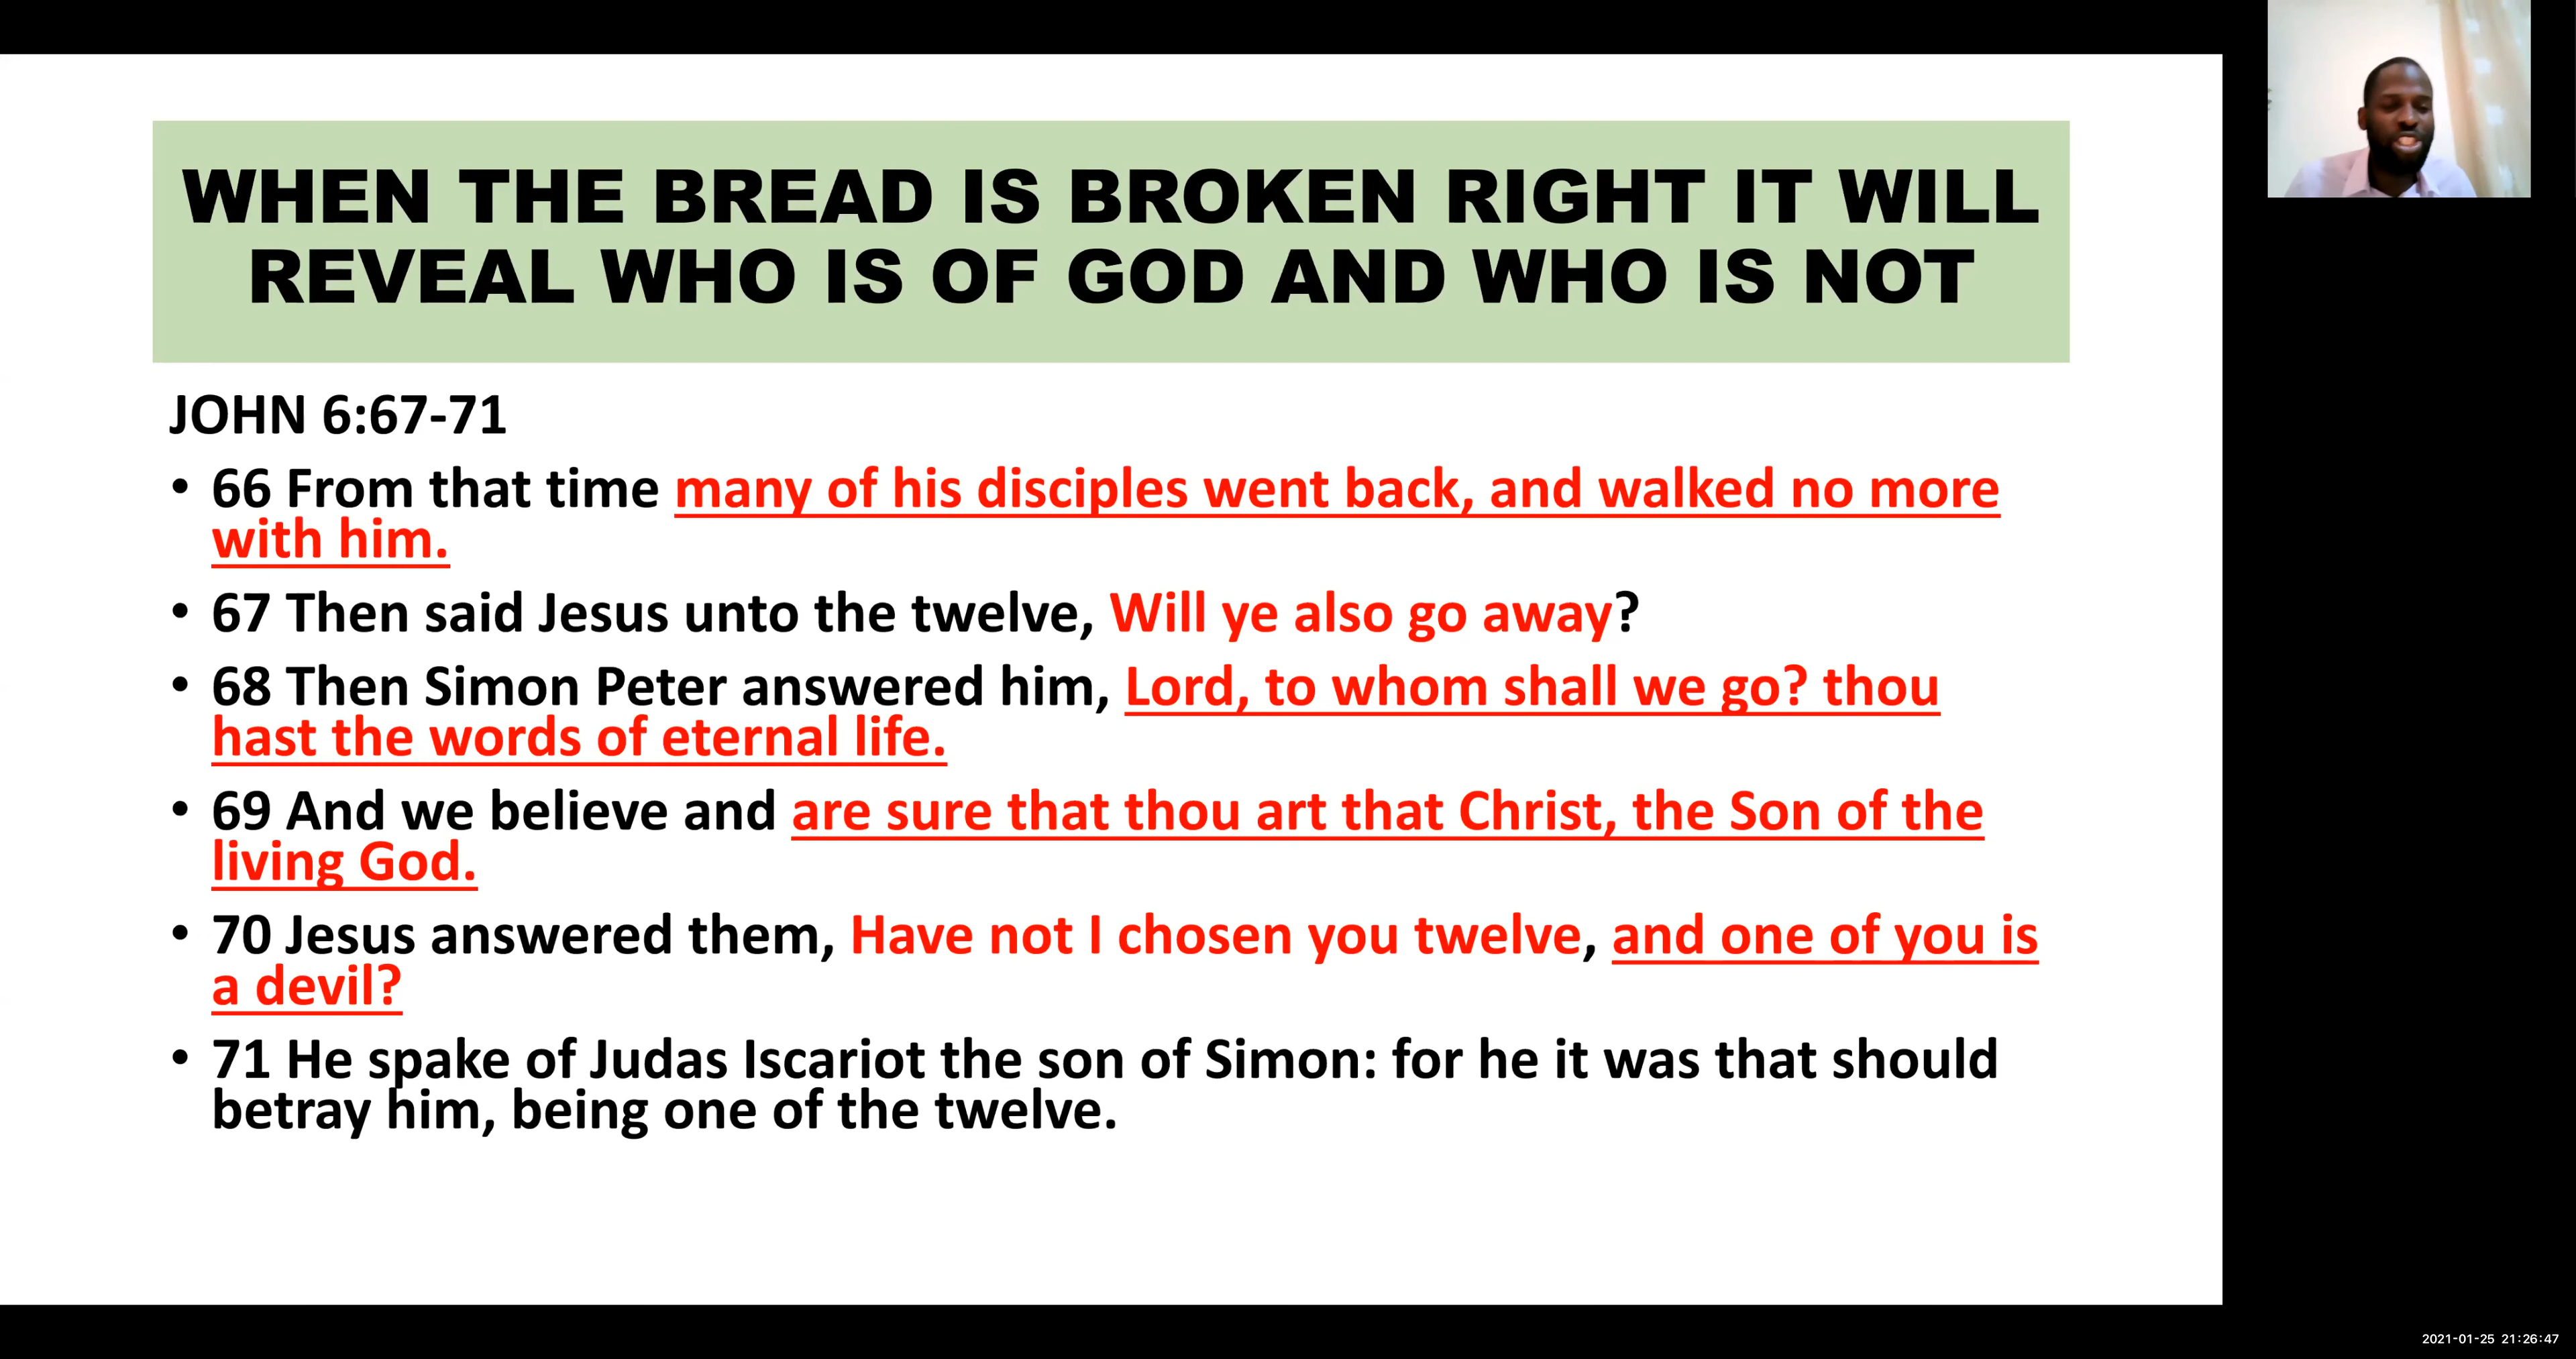 WHEN THE BREAD IS BROKEN RIGHT IT WILL
REVEAL WHO IS OF GOD AND WHO IS NOT
JOHN 6:67-71
• 66 From that time many of his disciples went back, and walked no more
with him.
• 67 Then said Jesus unto the twelve, Will ye also go away?
• 68 Then Simon Peter answered him, Lord, to whom shall we go? thou
hast the words of eternal life.
• 69 And we believe and are sure that thou art that Christ, the Son of the
living God.
• 70 Jesus answered them, Have not I chosen you twelve, and one of you is
a devil?
• 71 He spake of Judas Iscariot the son of Simon: for he it was that should
betray him, being one of the twelve.
2021-01-25 21:26:47